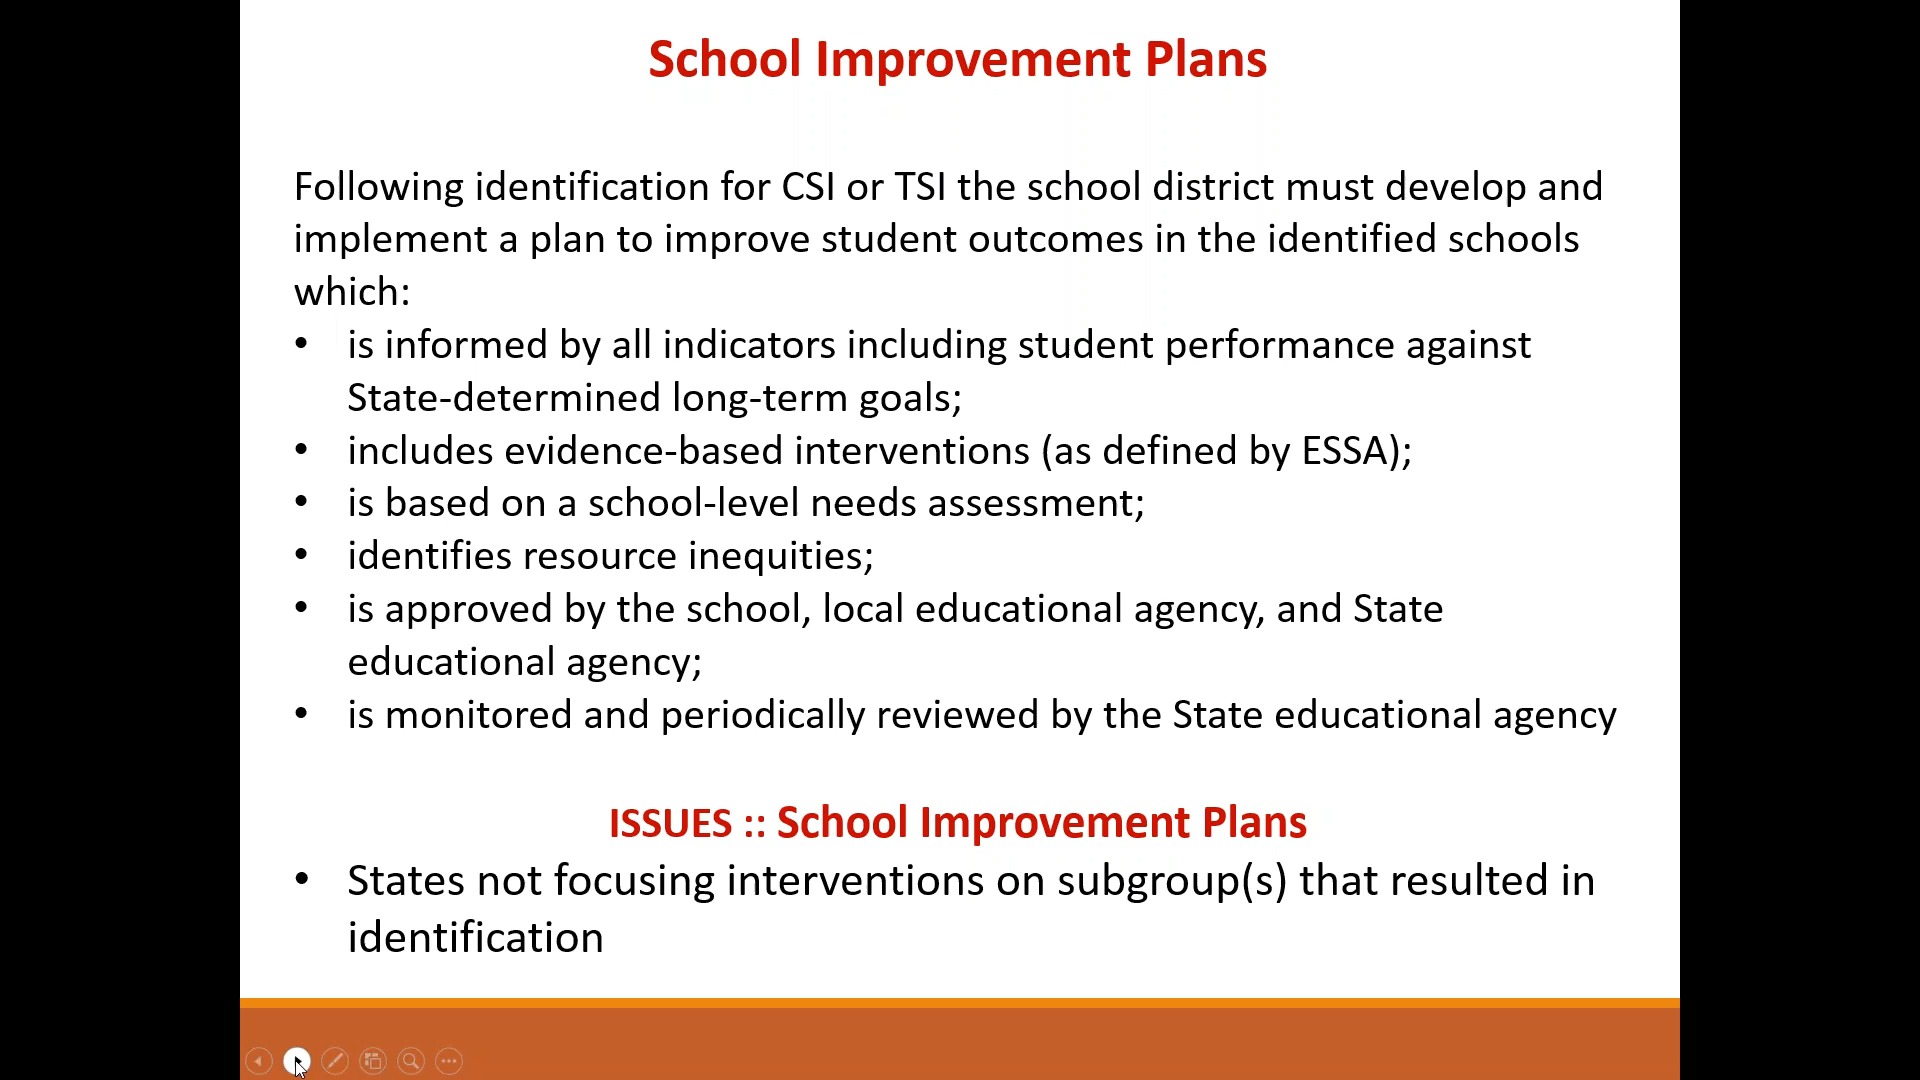 School Improvement Plans
Following identification for CSI or TSI the school district must develop and
implement a plan to improve student outcomes in the identified schools
which:
• is informed by all indicators including student performance against
State-determined long-term goals;
• includes evidence-based interventions (as defined by ESSA);
• is based on a school-level needs assessment;
• identifies resource inequities;
• is approved by the school, local educational agency, and State
educational agency;
• is monitored and periodically reviewed by the State educational agency
ISSUES :: School Improvement Plans
• States not focusing interventions on subgroup(s) that resulted in
identification